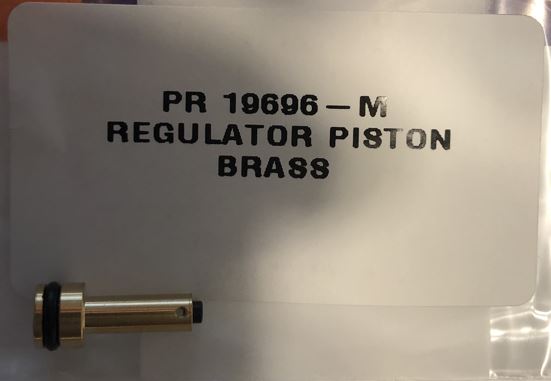 PR 19696 – M
REGULATOR PISTON
BRASS